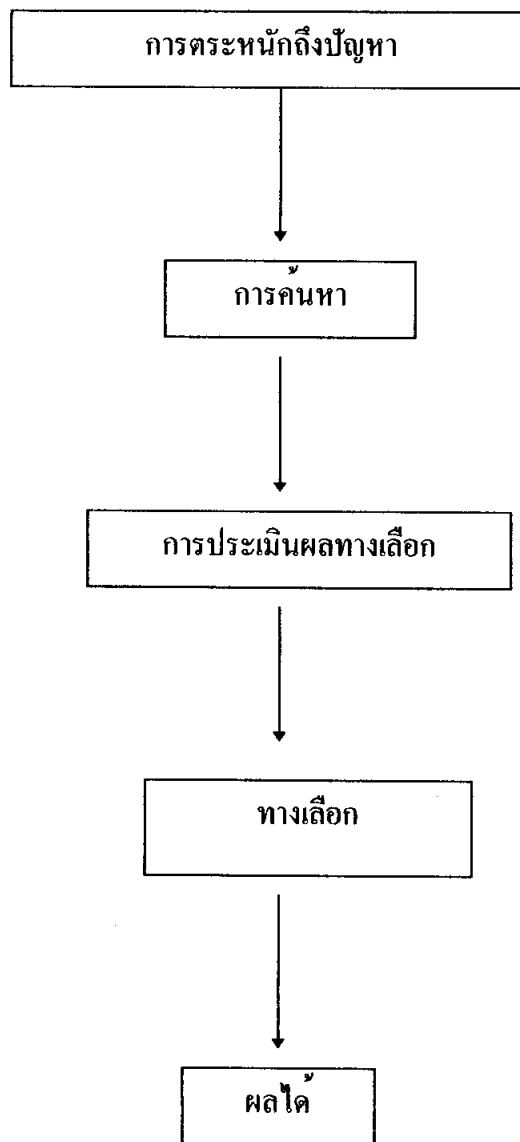 การตระหนักถึงปัญหา
การค้นหา
การประเมินผลทางเลือก
ทางเลือก
ผลได้